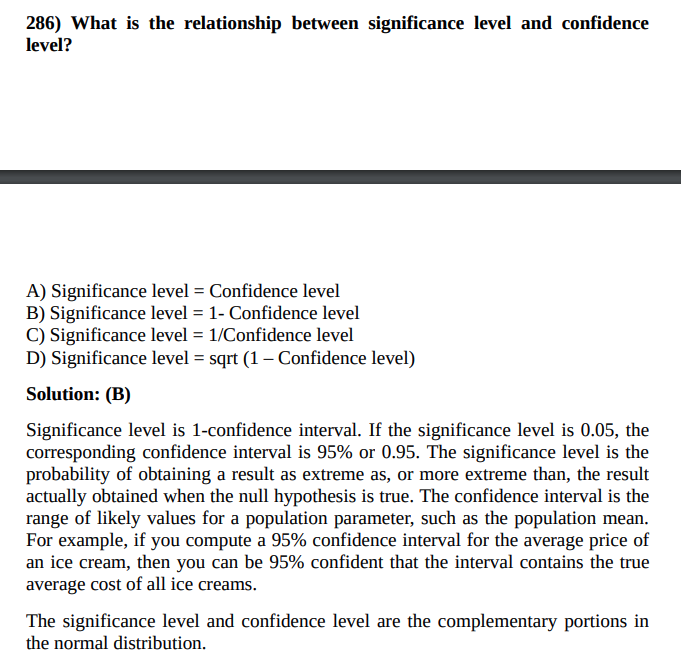 286) What is the relationship between significance level and confidence
level?
A) Significance level = Confidence level
B) Significance level = 1- Confidence level
C) Significance level = 1/Confidence level
D) Significance level = sqrt (1 – Confidence level)
Solution: (B)
Significance level is 1-confidence interval. If the significance level is 0.05, the
corresponding confidence interval is 95% or 0.95. The significance level is the
probability of obtaining a result as extreme as, or more extreme than, the result
actually obtained when the null hypothesis is true. The confidence interval is the
range of likely values for a population parameter, such as the population mean.
For example, if you compute a 95% confidence interval for the average price of
an ice cream, then you can be 95% confident that the interval contains the true
average cost of all ice creams.
The significance level and confidence level are the complementary portions in
the normal distribution.